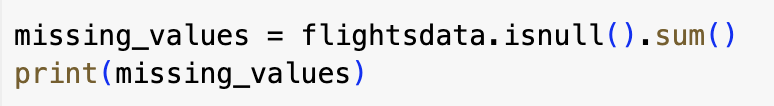 missing_values = flightsdata.isnull().sum()
print(missing_values)